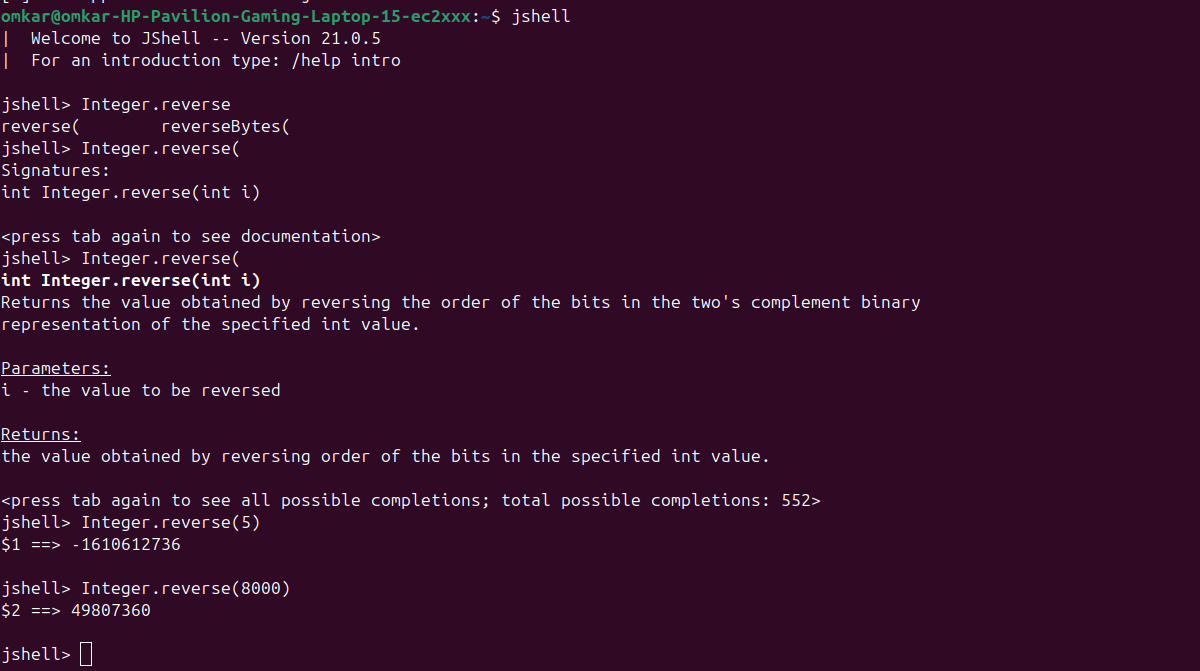 omkar@omkar-HP-Pavilion-Gaming-Laptop-15-ec2xxx:~$ jshell
|  Welcome to JShell -- Version 21.0.5
|  For an introduction type: /help intro

jshell> Integer.reverse
reverse(        reverseBytes(
jshell> Integer.reverse(
Signatures:
int Integer.reverse(int i)

<press tab again to see documentation>
jshell> Integer.reverse(
int Integer.reverse(int i)
Returns the value obtained by reversing the order of the bits in the two's complement binary
representation of the specified int value.

Parameters:
i - the value to be reversed

Returns:
the value obtained by reversing order of the bits in the specified int value.

<press tab again to see all possible completions; total possible completions: 552>
jshell> Integer.reverse(5)
$1 ==> -1610612736

jshell> Integer.reverse(8000)
$2 ==> 49807360

jshell>